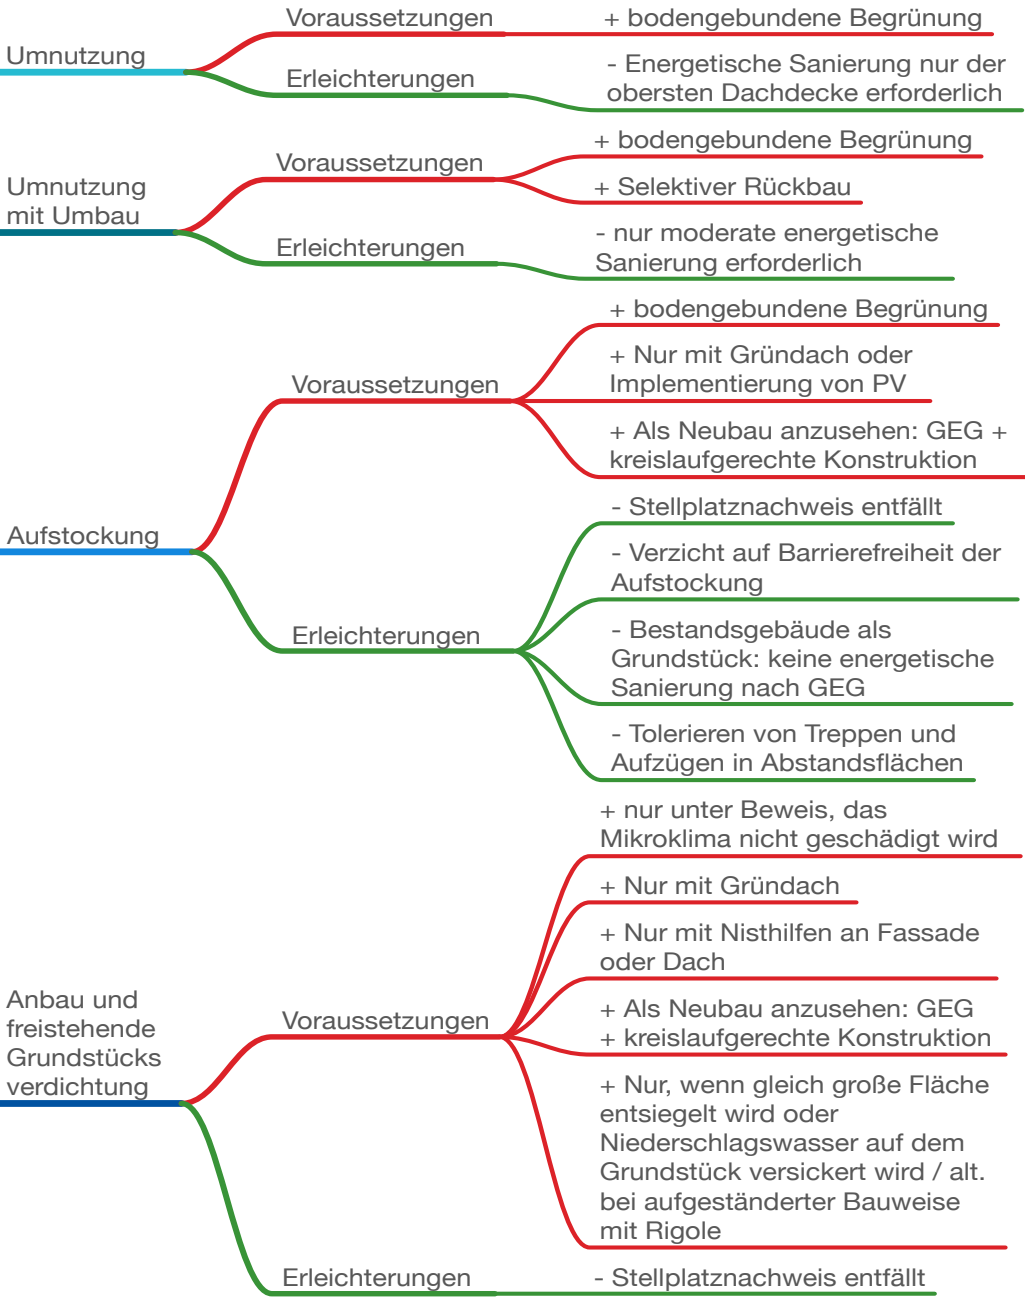 Umnutzung
Voraussetzungen
+ bodengebundene Begrünung
Erleichterungen
- Energetische Sanierung nur der
obersten Dachdecke erforderlich
Umnutzung
mit Umbau
Voraussetzungen
+ bodengebundene Begrünung
+ Selektiver Rückbau
Erleichterungen
- nur moderate energetische
Sanierung erforderlich
Aufstockung
Voraussetzungen
+ bodengebundene Begrünung
+ Nur mit Gründach oder
Implementierung von PV
+ Als Neubau anzusehen: GEG +
kreislaufgerechte Konstruktion
Erleichterungen
- Stellplatznachweis entfällt
- Verzicht auf Barrierefreiheit der
Aufstockung
- Bestandsgebäude als
Grundstück: keine energetische
Sanierung nach GEG
- Tolerieren von Treppen und
Aufzügen in Abstandsflächen
Anbau und
freistehende
Grundstücks
verdichtung
Voraussetzungen
+ nur unter Beweis, das
Mikroklima nicht geschädigt wird
+ Nur mit Gründach
+ Nur mit Nisthilfen an Fassade
oder Dach
+ Als Neubau anzusehen: GEG
+ kreislaufgerechte Konstruktion
+ Nur, wenn gleich große Fläche
entsiegelt wird oder
Niederschlagswasser auf dem
Grundstück versickert wird / alt.
bei aufgeständerter Bauweise
mit Rigole
Erleichterungen
- Stellplatznachweis entfällt